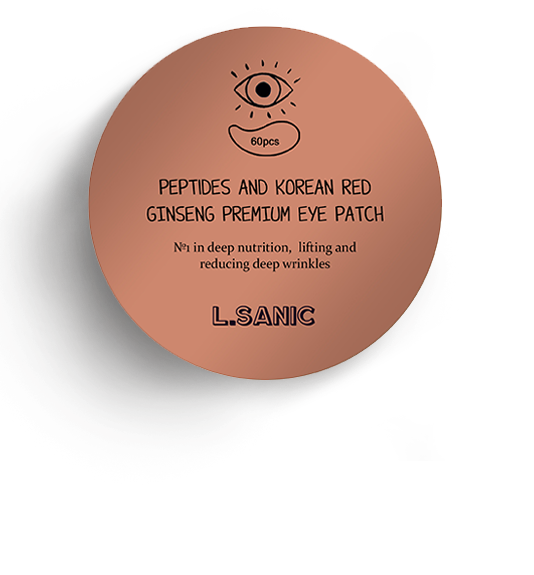 60pcs
PEPTIDES AND KOREAN RED
GINSENG PREMIUM EYE PATCH
№1 in deep nutrition, lifting and
reducing deep wrinkles
L.SANIC